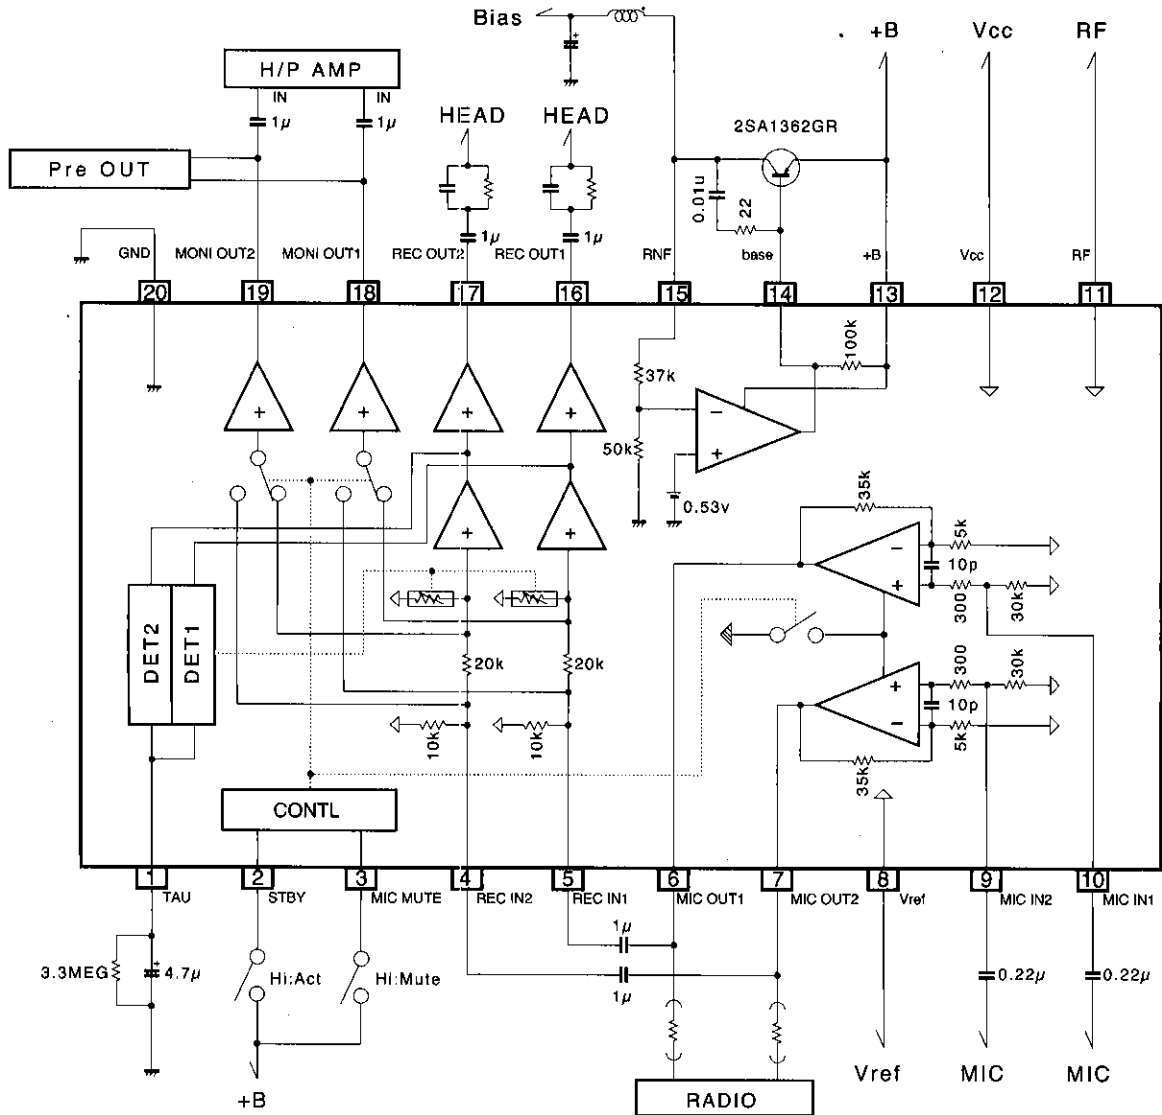 Bias
+B
Vcc
RF
H/P AMP
IN
IN
1μ
1μ
HEAD
HEAD
2SA1362GR
Pre OUT
0.01u
22
1μ
1μ
GND
MONI OUT2
MONI OUT1
REC OUT2
REC OUT1
RNF
base
+B
Vcc
RF
20
19
18
17
16
15
14
13
12
11
100k
37k
50k
0.53v
+
+
+
+
−
+
+
+
35k
−
5k
10p
+
300
30k
DET2
DET1
20k
20k
300
30k
+
10p
−
5k
10k
10k
35k
CONTL
1
2
3
4
5
6
7
8
9
10
TAU
STBY
MIC MUTE
REC IN2
REC IN1
MIC OUT1
MIC OUT2
Vref
MIC IN2
MIC IN1
1μ
1μ
3.3MEG
+
4.7μ
Hi:Act
Hi:Mute
0.22μ
0.22μ
+B
RADIO
Vref
MIC
MIC